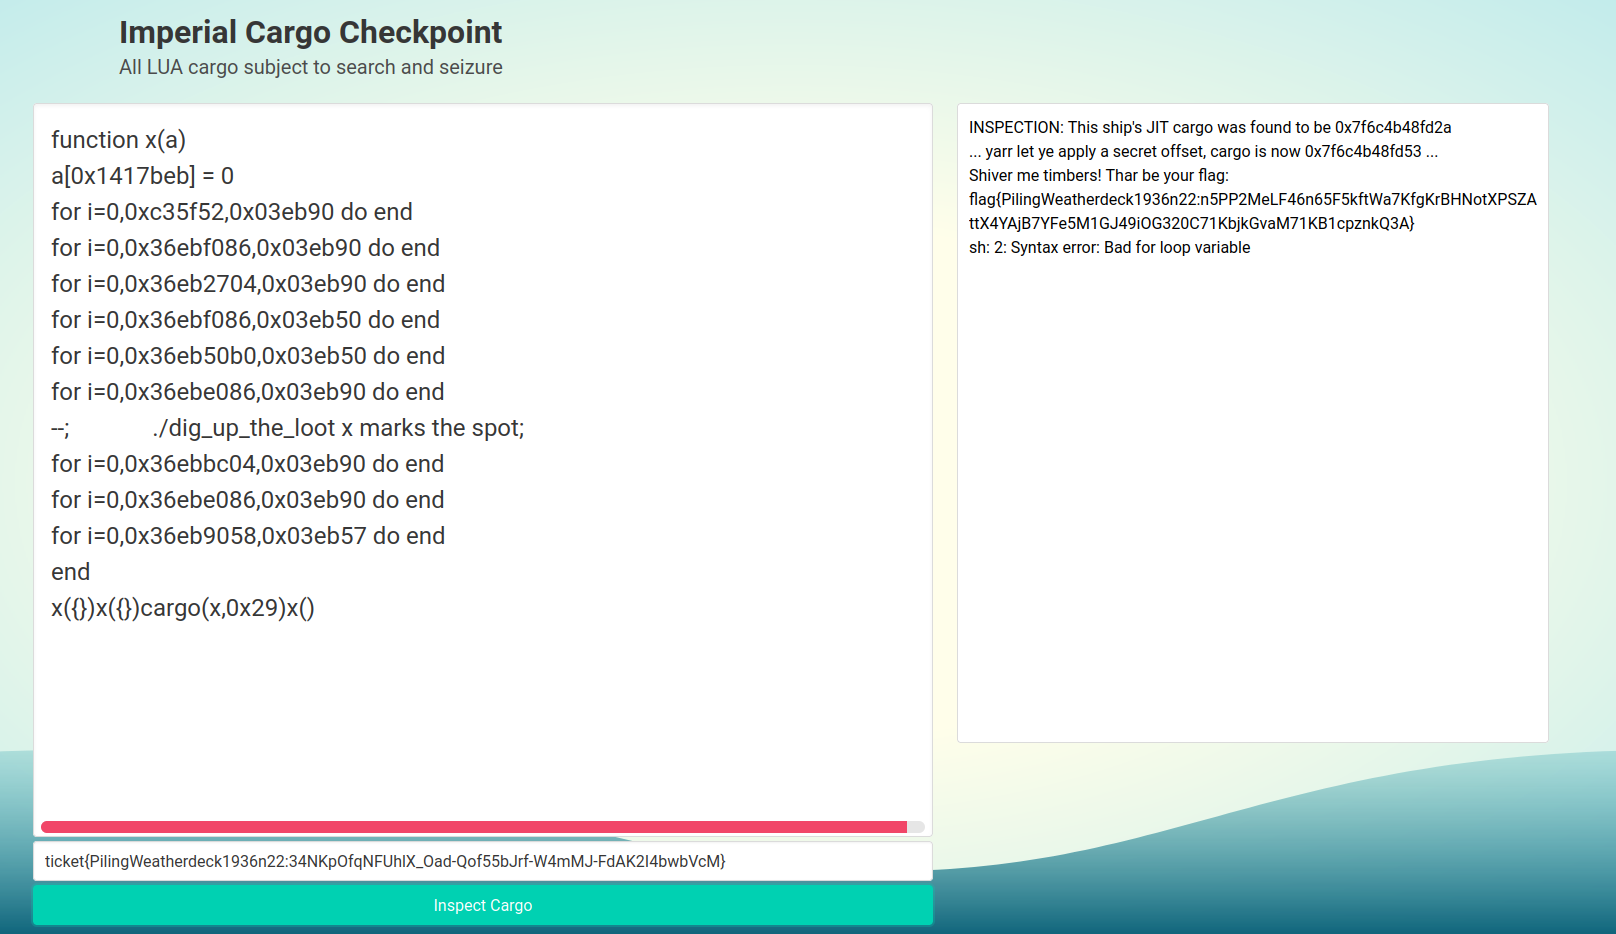 Imperial Cargo Checkpoint
All LUA cargo subject to search and seizure
function x(a)
a[0x1417beb] = 0
for i=0,0xc35f52,0x03eb90 do end
for i=0,0x36ebf086,0x03eb90 do end
for i=0,0x36eb2704,0x03eb90 do end
for i=0,0x36ebf086,0x03eb50 do end
for i=0,0x36eb50b0,0x03eb50 do end
for i=0,0x36ebe086,0x03eb90 do end
--;              ./dig_up_the_loot x marks the spot;
for i=0,0x36ebbc04,0x03eb90 do end
for i=0,0x36ebe086,0x03eb90 do end
for i=0,0x36eb9058,0x03eb57 do end
end
x({})x({})cargo(x,0x29)x()
ticket{PilingWeatherdeck1936n22:34NKpOfqNFUhlX_Oad-Qof55bJrf-W4mMJ-FdAK2I4bwbVcM}
Inspect Cargo
INSPECTION: This ship's JIT cargo was found to be 0x7f6c4b48fd2a
... yarr let ye apply a secret offset, cargo is now 0x7f6c4b48fd53 ...
Shiver me timbers! Thar be your flag:
flag{PilingWeatherdeck1936n22:n5PP2MeLF46n65F5kftWa7KfgKrBHNotXPSZA
ttX4YAjB7YFe5M1GJ49iOG320C71KbjkGvaM71KB1cpznkQ3A}
sh: 2: Syntax error: Bad for loop variable